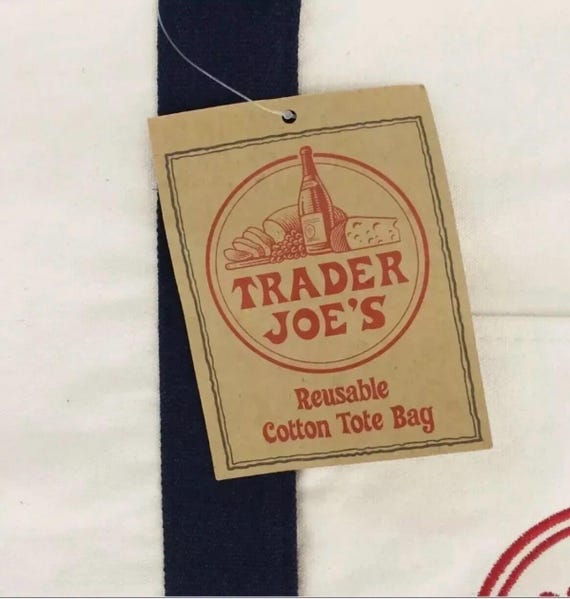 TRADER
JOE'S
Reusable
Cotton Tote Bag